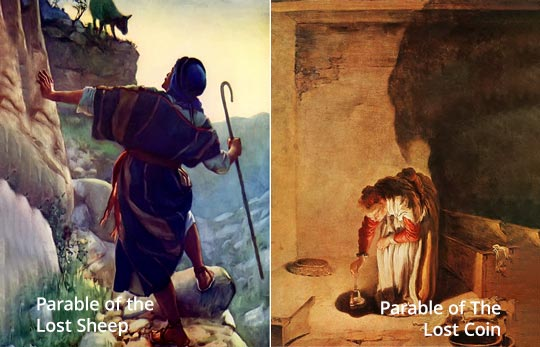 Parable of the
Lost Sheep
Parable of The
Lost Coin